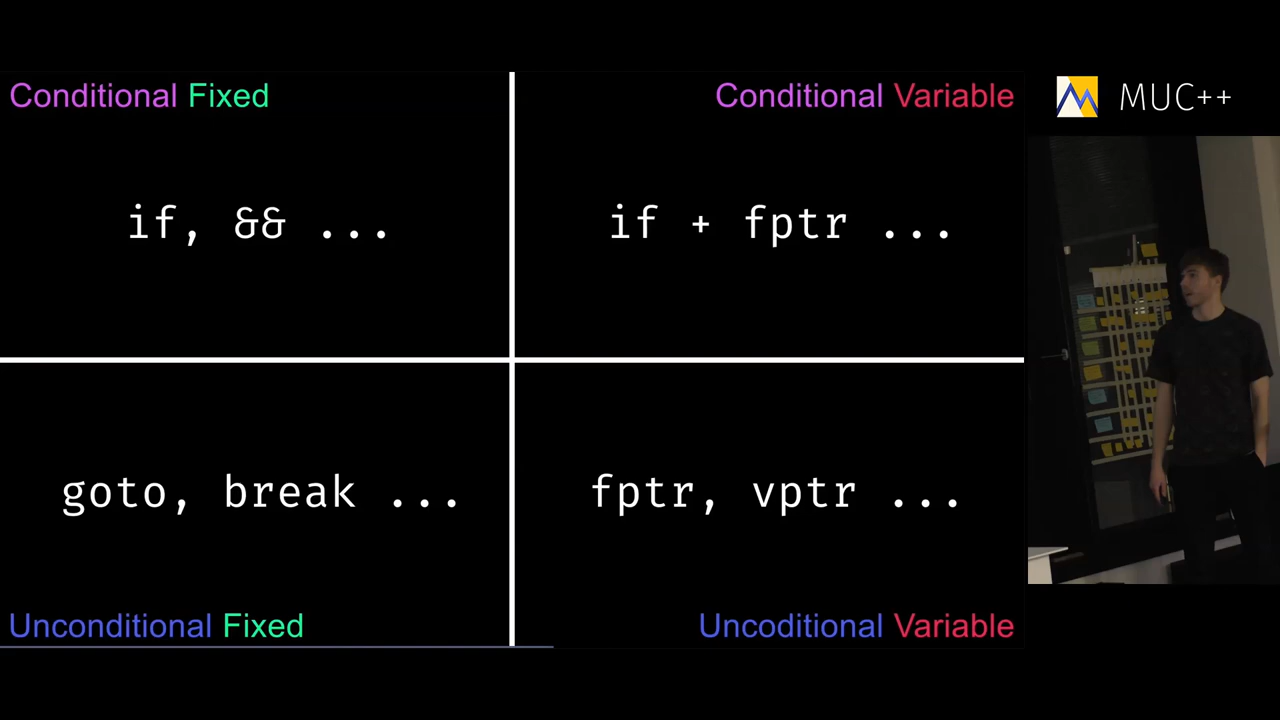 Conditional Fixed
Conditional Variable
if, && ...
if + fptr ...
goto, break ...
fptr, vptr ...
Unconditional Fixed
Uncoditional Variable
MUC++